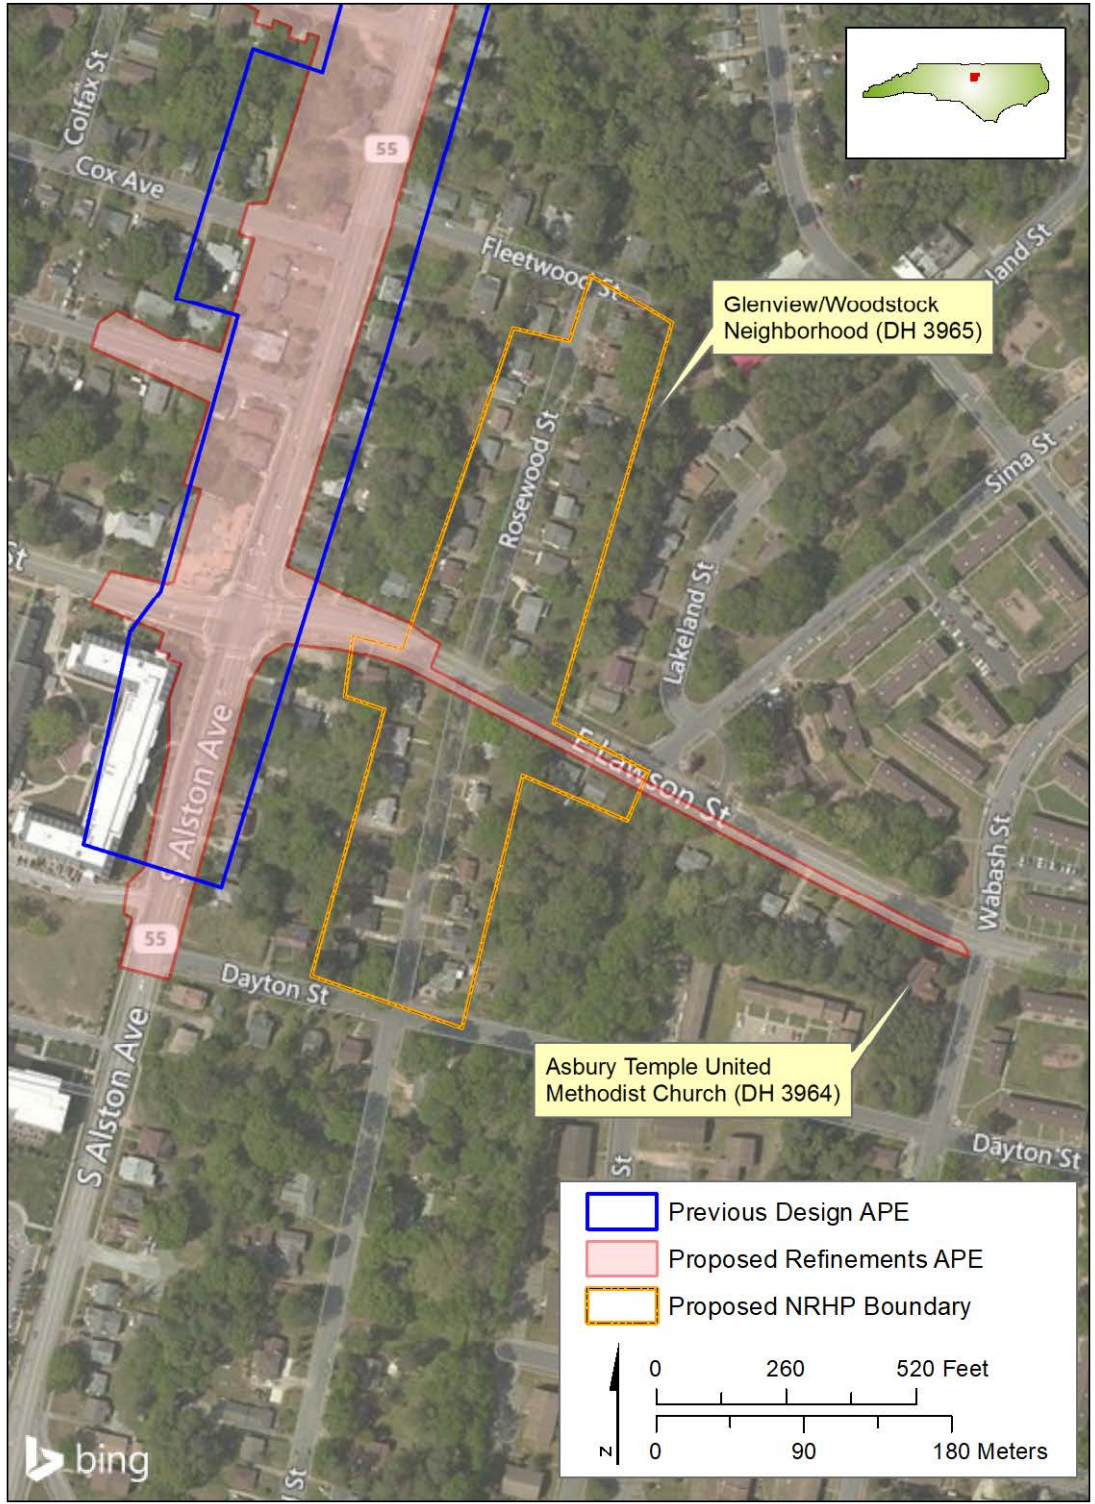 Colfax St
55
Cox Ave
Fleetwood St
land St
Glenview/Woodstock
Neighborhood (DH 3965)
Rosewood St
Sima St
St
Lakeland St
S Alston Ave
E Lawson St
Wabash St
55
Dayton St
S Alston Ave
Asbury Temple United
Methodist Church (DH 3964)
Dayton St
St
Previous Design APE
Proposed Refinements APE
Proposed NRHP Boundary
0 260 520 Feet
N
0 90 180 Meters
bing
St